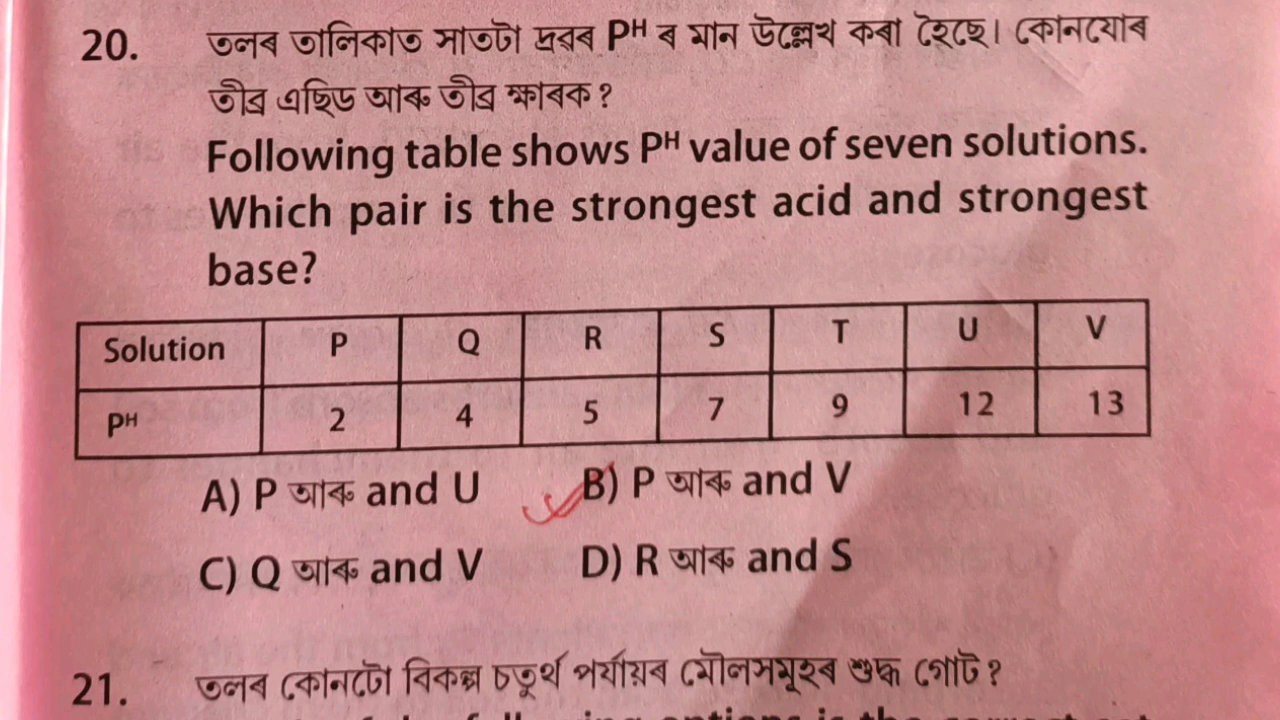 20. তলৰ তালিকাত সাতটা দ্ৰৱৰ PH ৰ মান উল্লেখ কৰা হৈছে। কোনযোৰ
তীব্ৰ এছিড আৰু তীব্ৰ ক্ষাৰক?
Following table shows PH value of seven solutions.
Which pair is the strongest acid and strongest
base?
Solution P Q R S T U V
PH 2 4 5 7 9 12 13
A) P আৰু and U B) P আৰু and V
C) Q আৰু and V D) R আৰু and S
21. তলৰ কোনটো বিকল্প চতুৰ্থ পৰ্যায়ৰ মৌলসমূহৰ শুদ্ধ গোট?